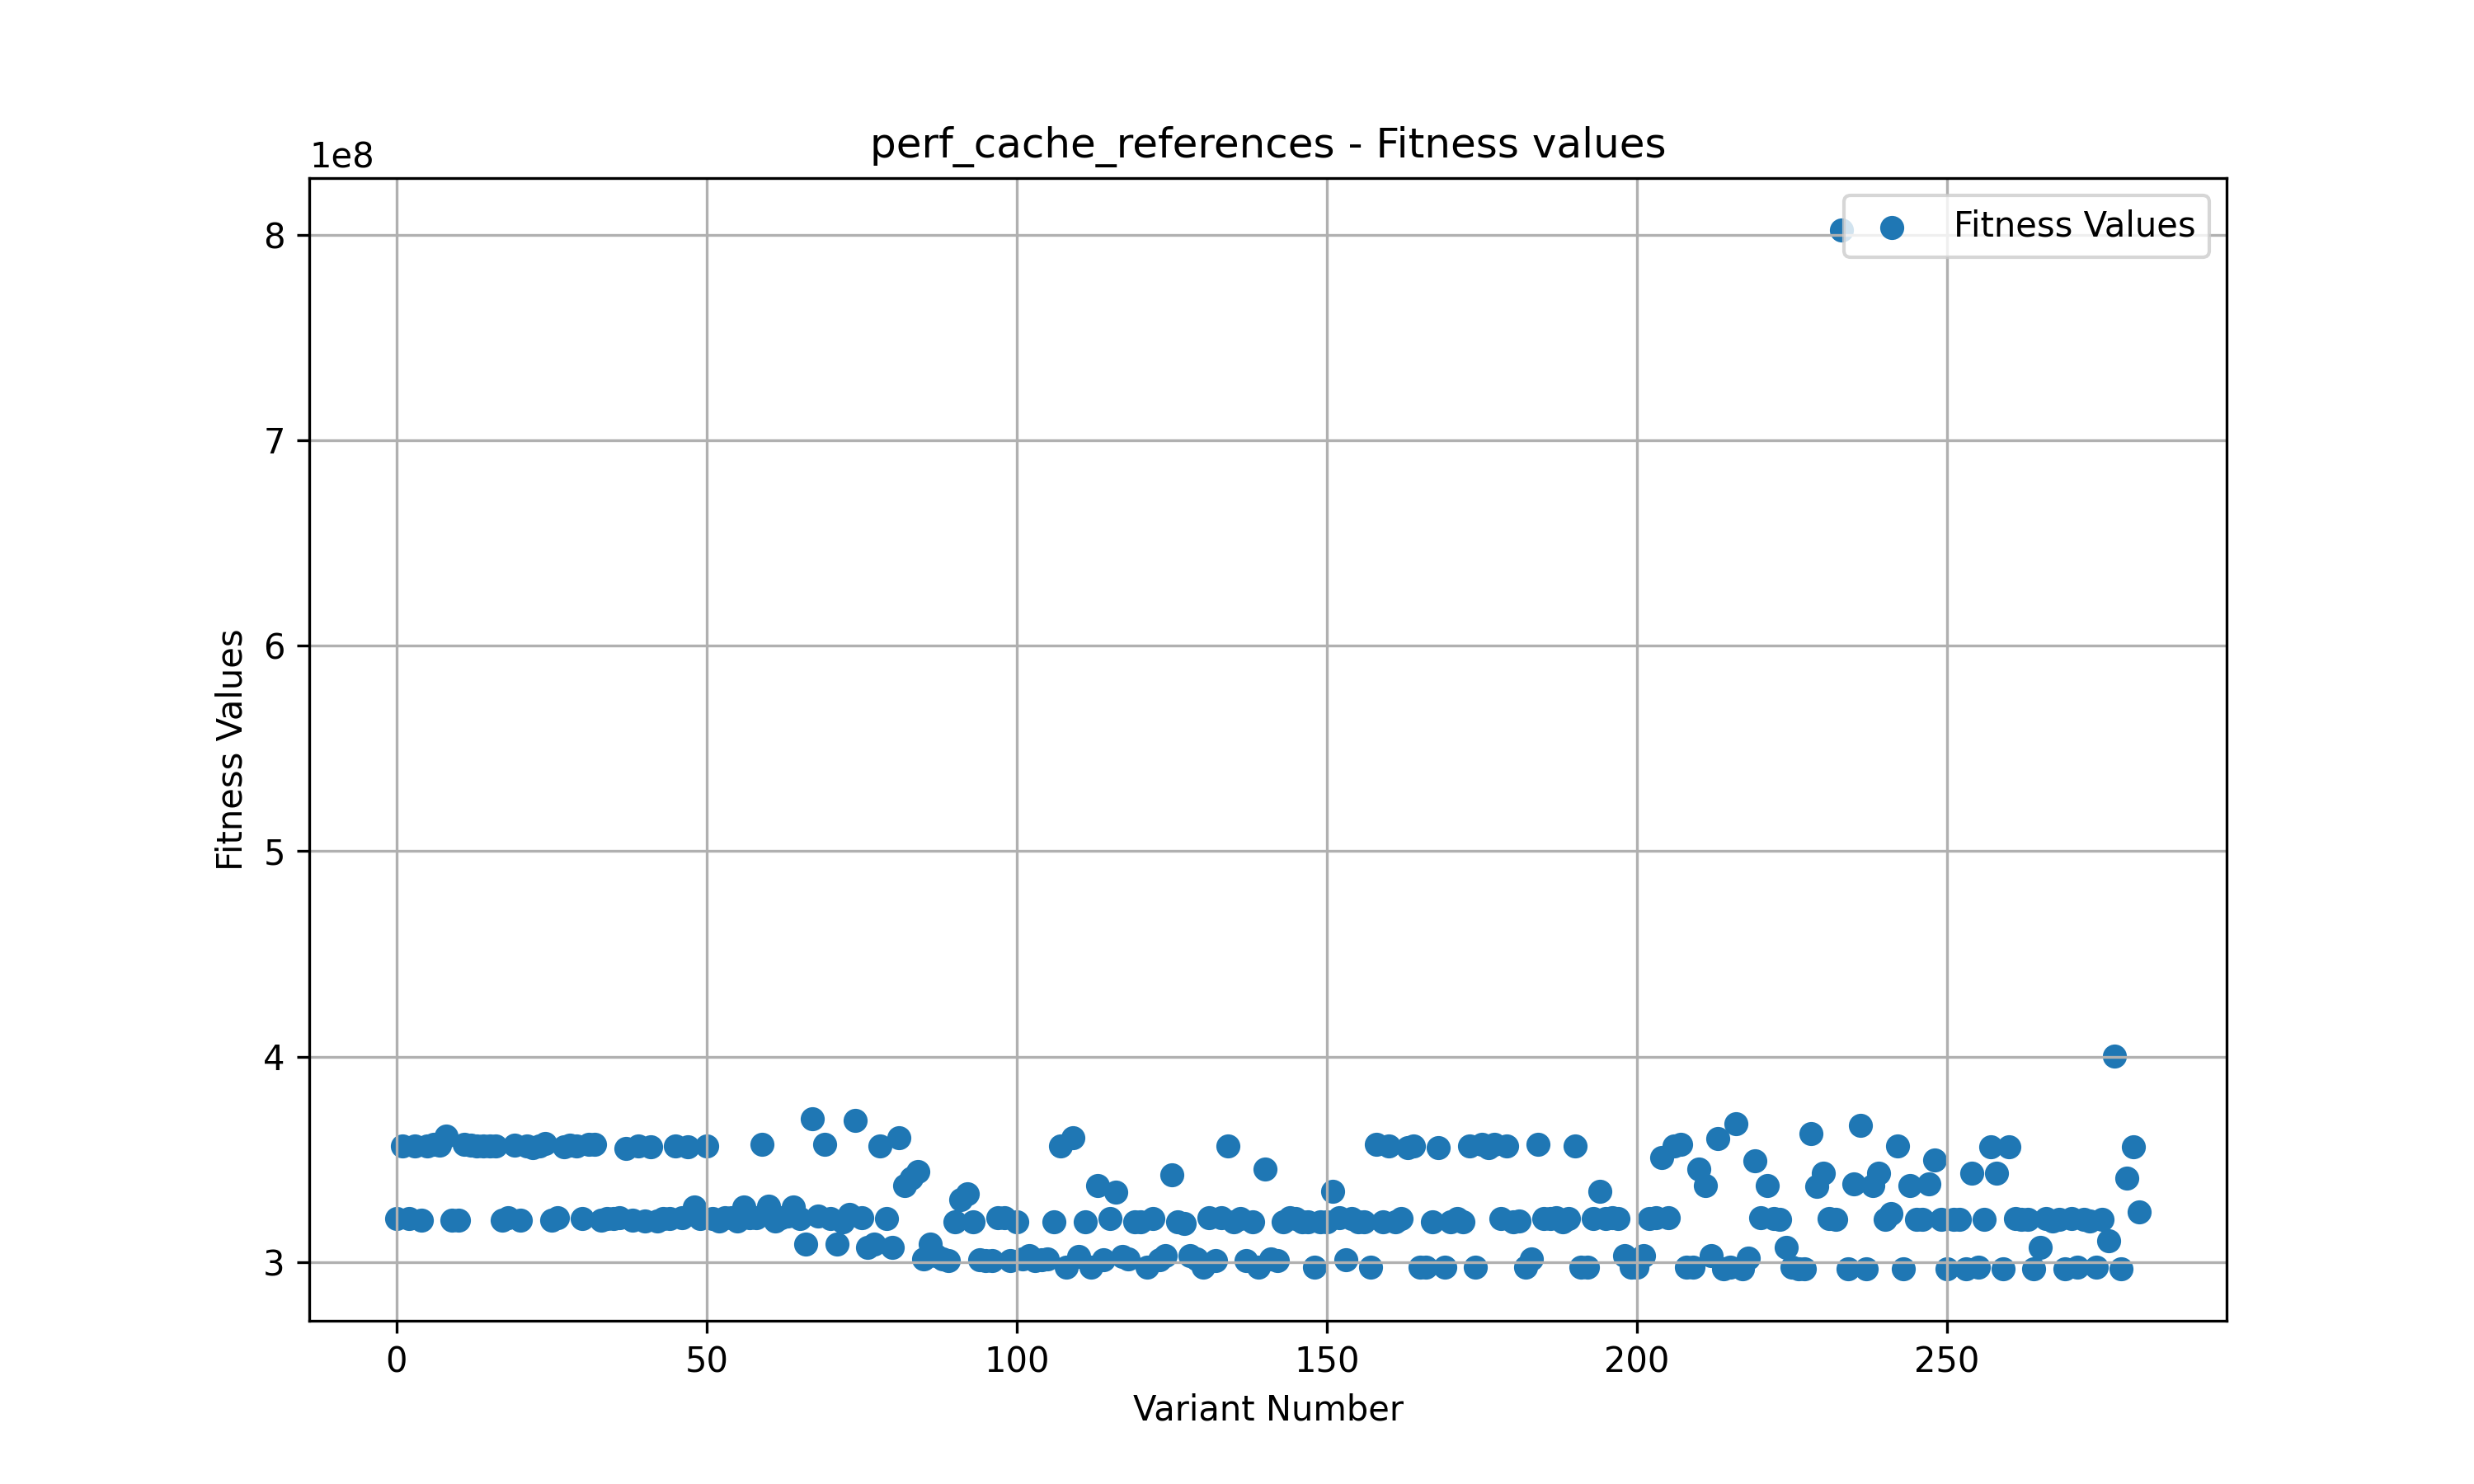 perf_cache_references - Fitness values
1e8
Fitness Values
8
7
6
5
4
3
Fitness Values
0 50 100 150 200 250
Variant Number